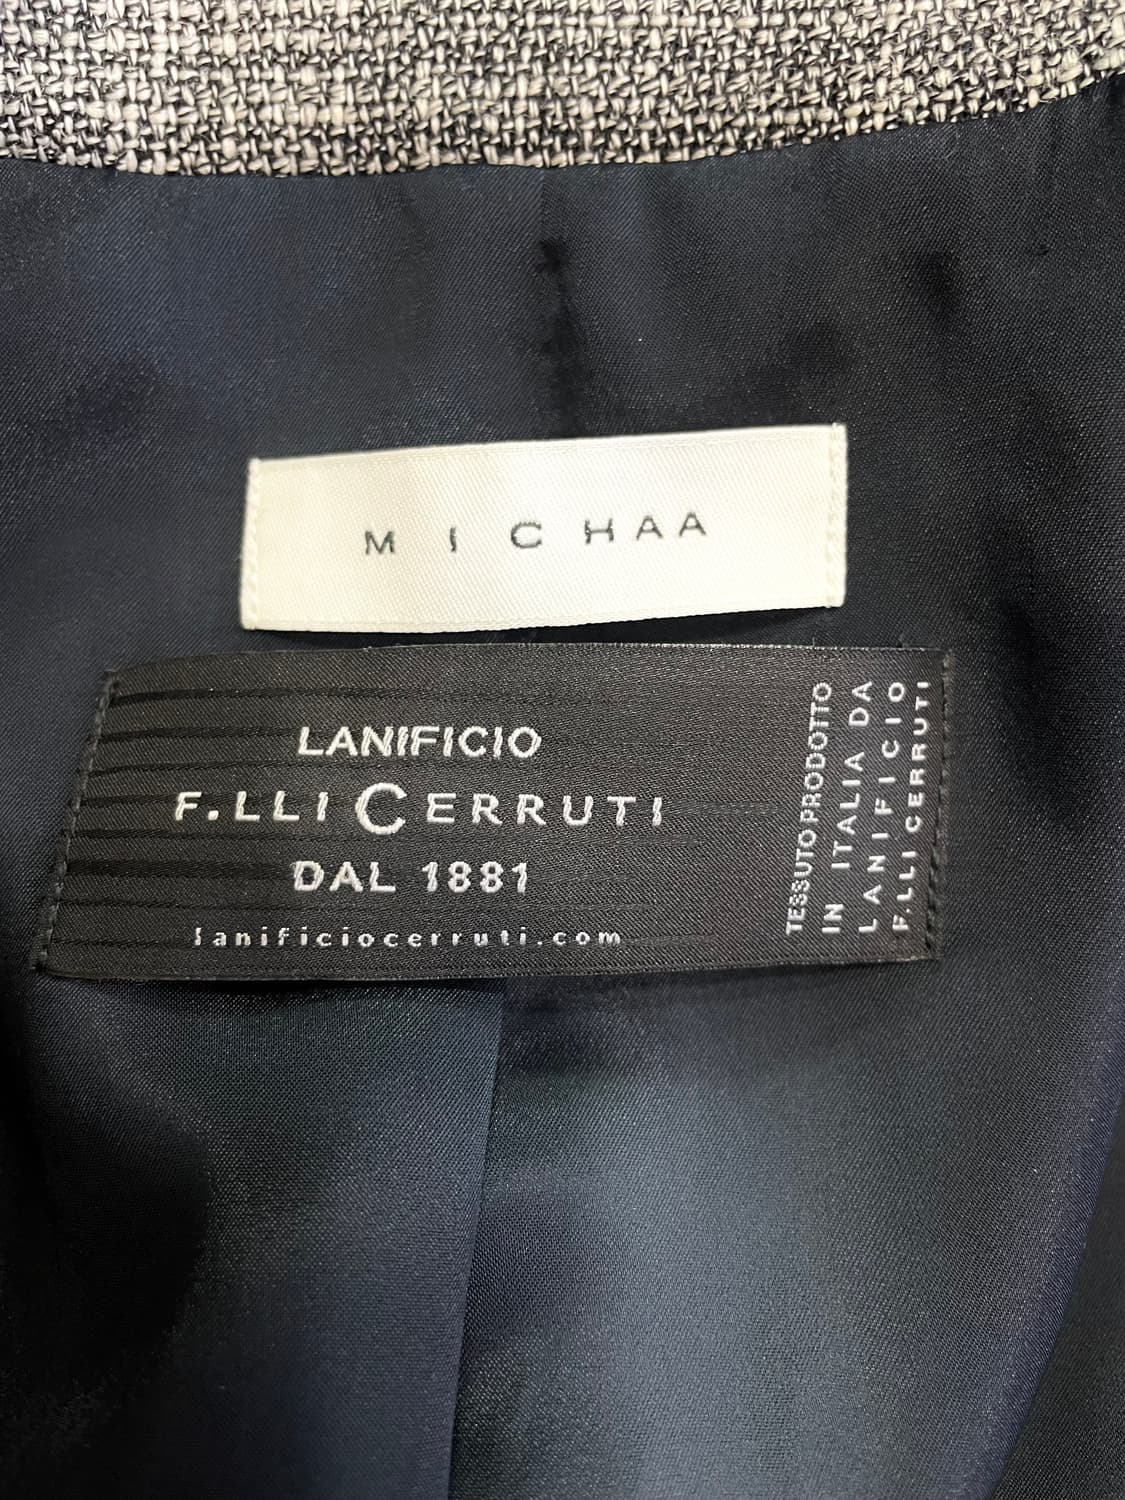 MICHAA
LANIFICIO
F.LLI CERRUTI
DAL 1881
lanificiocerruti.com
TESSUTO PRODOTTO
IN ITALIA DA
LANIFICIO
F.LLI CERRUTI